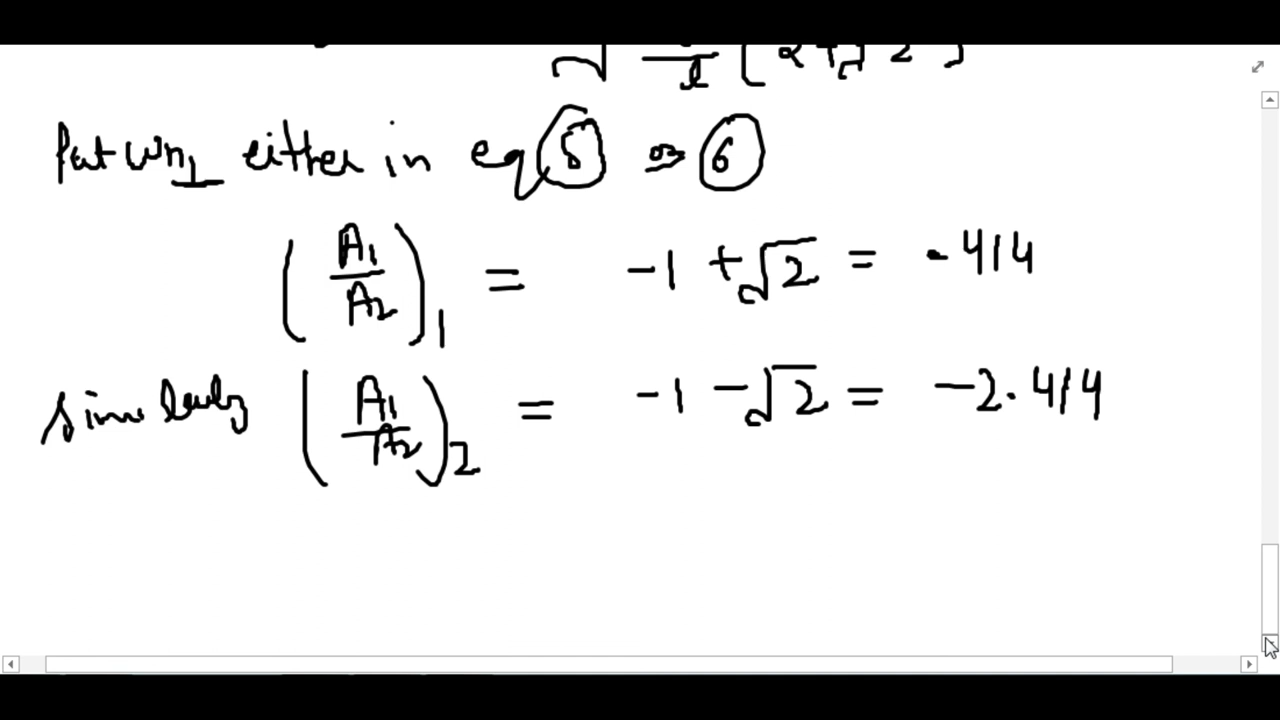 Put ωn1 either in eq 5 or 6
(A1/A2)1 = -1 + √2 = .414
Similarly (A1/A2)2 = -1 - √2 = -2.414